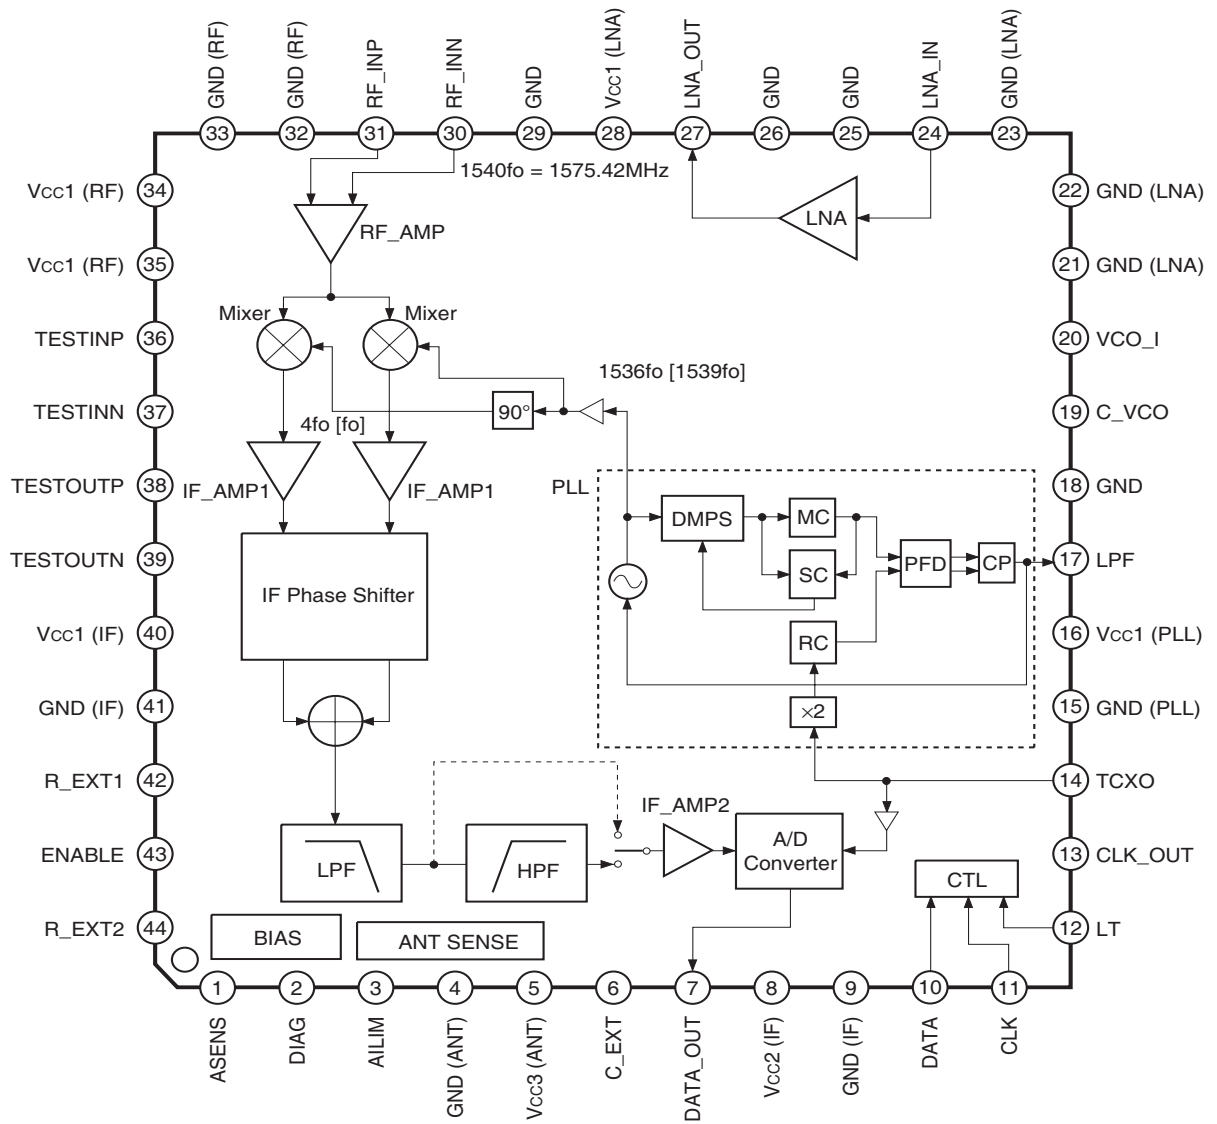 GND (RF)
GND (RF)
RF_INP
RF_INN
GND
Vcc1 (LNA)
LNA_OUT
GND
GND
LNA_IN
GND (LNA)
33
32
31
30
29
28
27
26
25
24
23
1540fo = 1575.42MHz
Vcc1 (RF)
34
22
GND (LNA)
LNA
RF_AMP
Vcc1 (RF)
35
21
GND (LNA)
Mixer
Mixer
TESTINP
36
20
VCO_I
1536fo [1539fo]
TESTINN
37
90°
19
C_VCO
4fo [fo]
TESTOUTP
38
IF_AMP1
IF_AMP1
PLL
18
GND
DMPS
MC
TESTOUTN
39
PFD
CP
17
LPF
SC
IF Phase Shifter
Vcc1 (IF)
40
RC
16
Vcc1 (PLL)
GND (IF)
41
×2
15
GND (PLL)
R_EXT1
42
14
TCXO
IF_AMP2
ENABLE
43
LPF
HPF
A/D
Converter
13
CLK_OUT
CTL
R_EXT2
44
BIAS
ANT SENSE
12
LT
1
2
3
4
5
6
7
8
9
10
11
ASENS
DIAG
AILIM
GND (ANT)
Vcc3 (ANT)
C_EXT
DATA_OUT
Vcc2 (IF)
GND (IF)
DATA
CLK